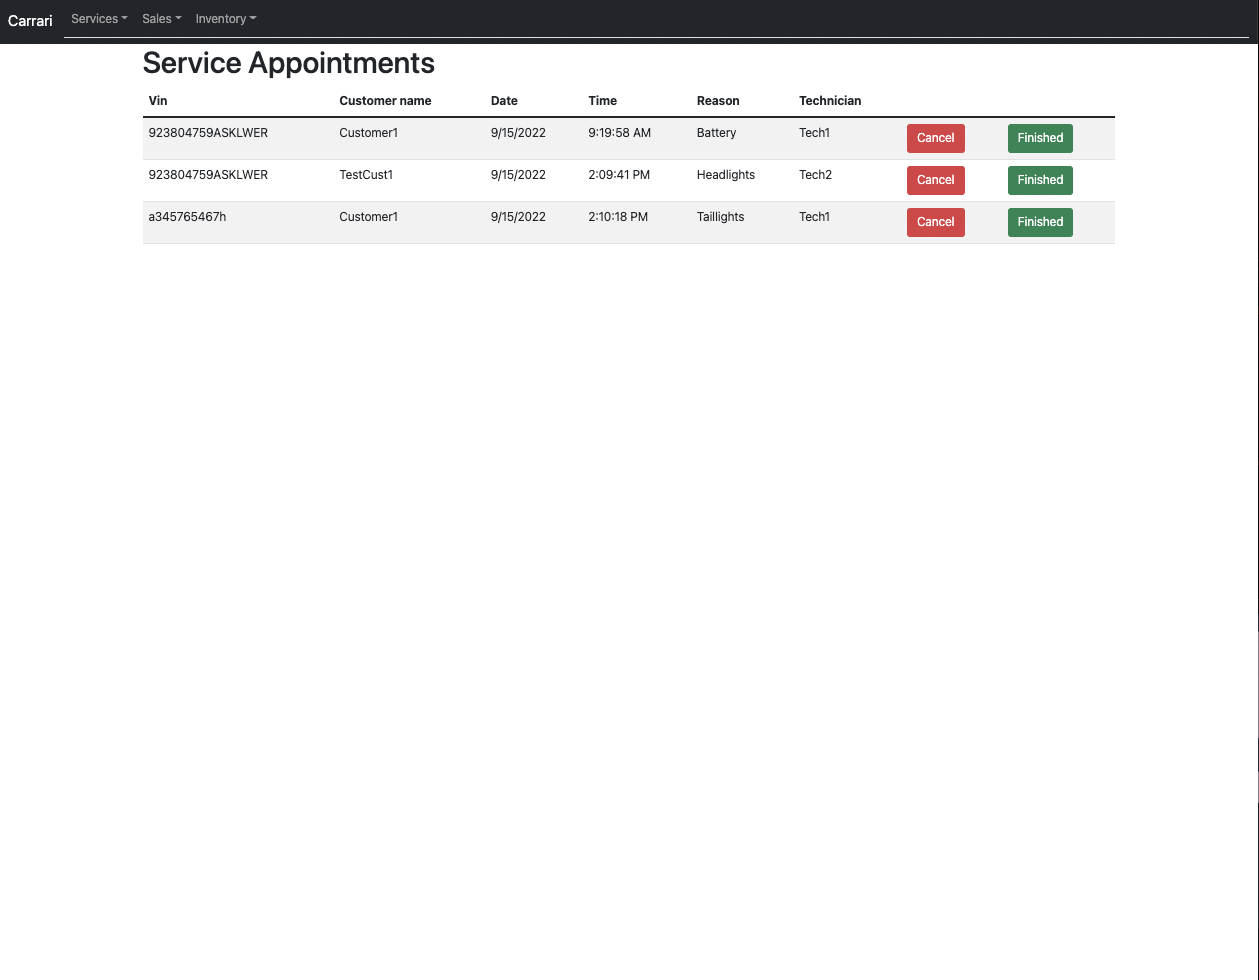 Carrari Services Sales Inventory
Service Appointments
Vin Customer name Date Time Reason Technician
923804759ASKLWER Customer1 9/15/2022 9:19:58 AM Battery Tech1 Cancel Finished
923804759ASKLWER TestCust1 9/15/2022 2:09:41 PM Headlights Tech2 Cancel Finished
a345765467h Customer1 9/15/2022 2:10:18 PM Taillights Tech1 Cancel Finished